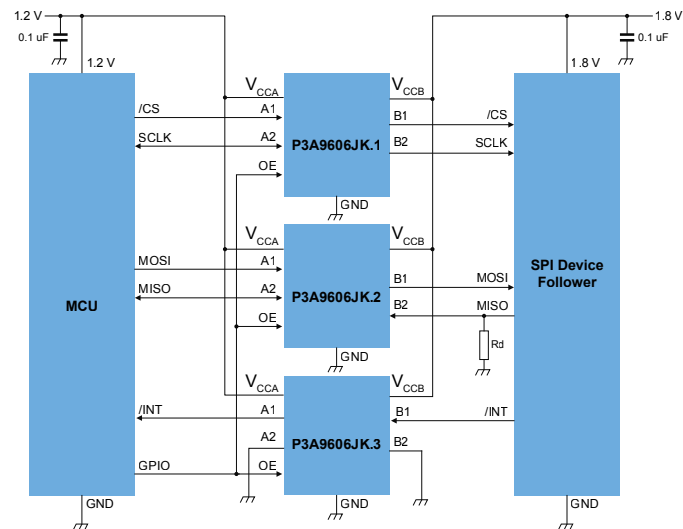 1.2 V
1.8 V
0.1 uF
0.1 uF
1.2 V
1.8 V
VCCA
VCCB
/CS
A1
B1
/CS
SCLK
A2
P3A9606JK.1
B2
SCLK
OE
GND
VCCA
VCCB
MOSI
A1
B1
MOSI
MISO
A2
P3A9606JK.2
B2
MISO
OE
GND
MCU
SPI Device
Follower
Rd
VCCA
VCCB
/INT
A1
B1
/INT
A2
P3A9606JK.3
B2
GPIO
OE
GND
GND
GND